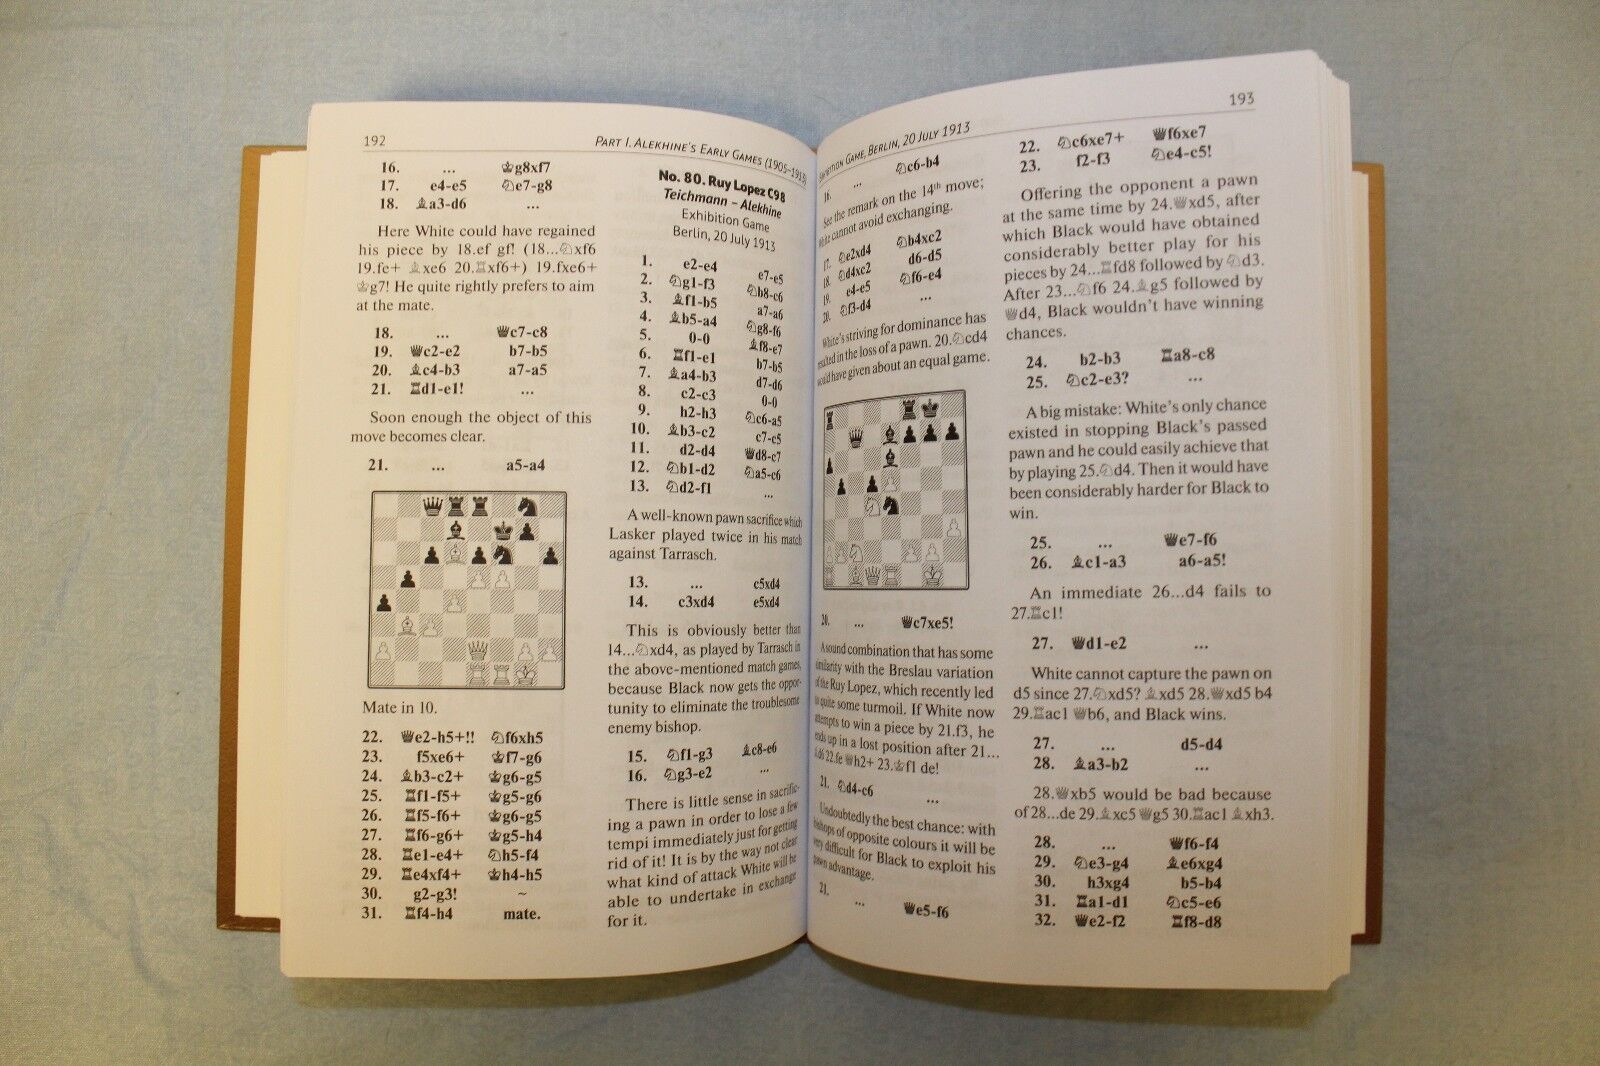 192
PART I. ALEKHINE'S EARLY GAMES (1905–1913)
16. ... ♚g8xf7
17. e4-e5 ♞e7-g8
18. ♗a3-d6 ...
Here White could have regained
his piece by 18.ef gf! (18...♘xf6
19.fe+ ♗xe6 20.♖xf6+) 19.fxe6+
♔g7! He quite rightly prefers to aim
at the mate.
18. ... ♛c7-c8
19. ♛c2-e2 b7-b5
20. ♗c4-b3 a7-a5
21. ♖d1-e1! ...
Soon enough the object of this
move becomes clear.
21. ... a5-a4
Mate in 10.
22. ♛e2-h5+!! ♘f6xh5
23. f5xe6+ ♚f7-g6
24. ♗b3-c2+ ♚g6-g5
25. ♖f1-f5+ ♚g5-g6
26. ♖f5-f6+ ♚g6-g5
27. ♖f6-g6+ ♚g5-h4
28. ♖e1-e4+ ♘h5-f4
29. ♖e4xf4+ ♚h4-h5
30. g2-g3! ~
31. ♖f4-h4 mate.
No. 80. Ruy Lopez C98
Teichmann – Alekhine
Exhibition Game
Berlin, 20 July 1913
1. e2-e4 e7-e5
2. ♘g1-f3 ♘b8-c6
3. ♗f1-b5 a7-a6
4. ♗b5-a4 ♘g8-f6
5. 0-0 ♗f8-e7
6. ♖f1-e1 b7-b5
7. ♗a4-b3 d7-d6
8. c2-c3 0-0
9. h2-h3 ♘c6-a5
10. ♗b3-c2 c7-c5
11. d2-d4 ♛d8-c7
12. ♘b1-d2 ♘a5-c6
13. ♘d2-f1 ...
A well-known pawn sacrifice which
Lasker played twice in his match
against Tarrasch.
13. ... c5xd4
14. c3xd4 e5xd4
This is obviously better than
14...♘xd4, as played by Tarrasch in
the above-mentioned match games,
because Black now gets the oppor-
tunity to eliminate the troublesome
enemy bishop.
15. ♘f1-g3 ♗c8-e6
16. ♘g3-e2 ...
There is little sense in sacrific-
ing a pawn in order to lose a few
tempi immediately just for getting
rid of it! It is by the way not clear
what kind of attack White will be
able to undertake in exchange
for it.
GAME, BERLIN, 20 JULY 1913
193
16. ... ♘c6-b4
See the remark on the 14th move;
White cannot avoid exchanging.
17. ♘e2xd4 ♘b4xc2
18. ♘d4xc2 d6-d5
19. e4-e5 ♘f6-e4
20. ♘f3-d4 ...
White's striving for dominance has
resulted in the loss of a pawn. 20.♘cd4
would have given about an equal game.
20. ... ♛c7xe5!
A sound combination that has some
similarity with the Breslau variation
of the Ruy Lopez, which recently led
to quite some turmoil. If White now
attempts to win a piece by 21.f3, he
ends up in a lost position after 21...
22.fe ♛h2+ 23.♔f1 de!
21. ♘d4-c6 ...
Undoubtedly the best chance: with
bishops of opposite colours it will be
very difficult for Black to exploit his
pawn advantage.
21. ... ♛e5-f6
22. ♘c6xe7+ ♛f6xe7
23. f2-f3 ♘e4-c5!
Offering the opponent a pawn
at the same time by 24.♛xd5, after
which Black would have obtained
considerably better play for his
pieces by 24...♖fd8 followed by ♘d3.
After 23...♘f6 24.♗g5 followed by
♛d4, Black wouldn't have winning
chances.
24. b2-b3 ♖a8-c8
25. ♘c2-e3? ...
A big mistake: White's only chance
existed in stopping Black's passed
pawn and he could easily achieve that
by playing 25.♘d4. Then it would have
been considerably harder for Black to
win.
25. ... ♛e7-f6
26. ♗c1-a3 a6-a5!
An immediate 26...d4 fails to
27.♖c1!
27. ♛d1-e2 ...
White cannot capture the pawn on
d5 since 27.♘xd5? ♗xd5 28.♛xd5 b4
29.♖ac1 ♛b6, and Black wins.
27. ... d5-d4
28. ♗a3-b2 ...
28.♛xb5 would be bad because
of 28...de 29.♗xc5 ♛g5 30.♖ac1 ♗xh3.
28. ... ♛f6-f4
29. ♘e3-g4 ♗e6xg4
30. h3xg4 b5-b4
31. ♖a1-d1 ♘c5-e6
32. ♛e2-f2 ♖f8-d8